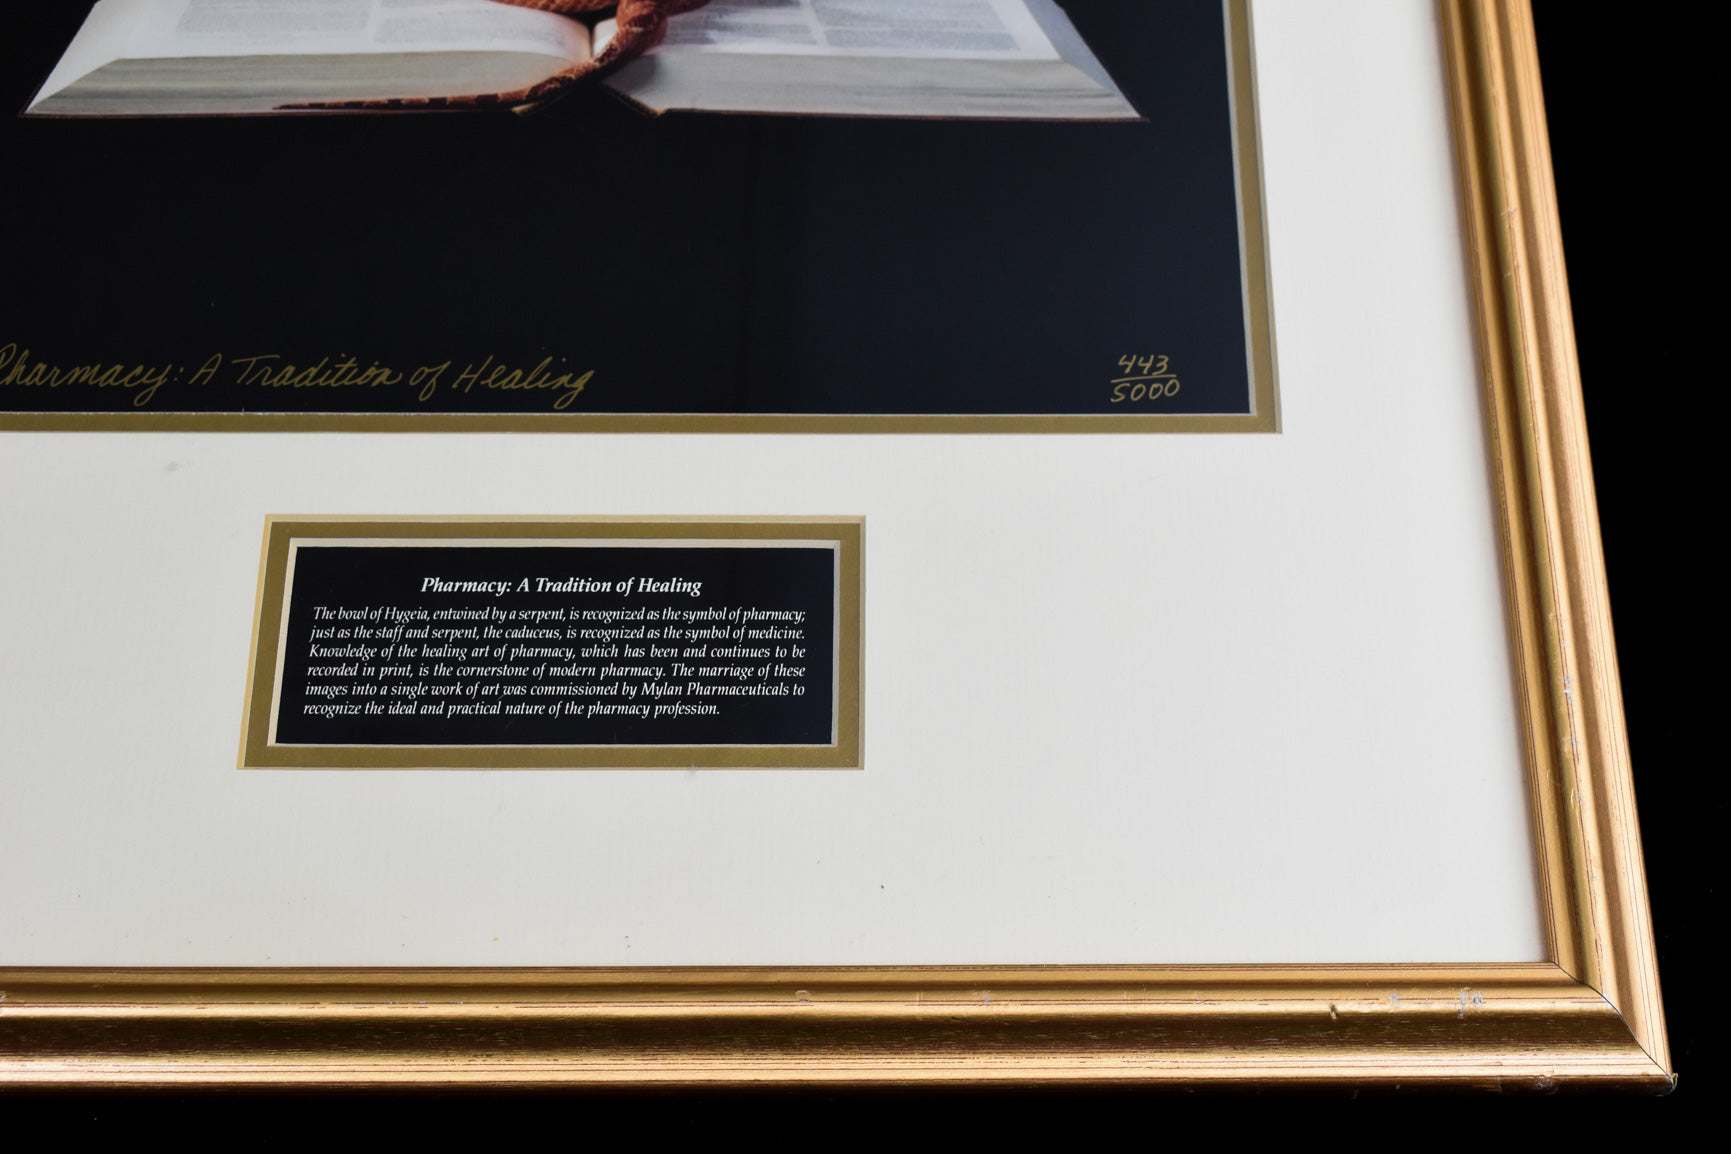 Pharmacy: A Tradition of Healing
443
5000
Pharmacy: A Tradition of Healing
The bowl of Hygeia, entwined by a serpent, is recognized as the symbol of pharmacy;
just as the staff and serpent, the caduceus, is recognized as the symbol of medicine.
Knowledge of the healing art of pharmacy, which has been and continues to be
recorded in print, is the cornerstone of modern pharmacy. The marriage of these
images into a single work of art was commissioned by Mylan Pharmaceuticals to
recognize the ideal and practical nature of the pharmacy profession.